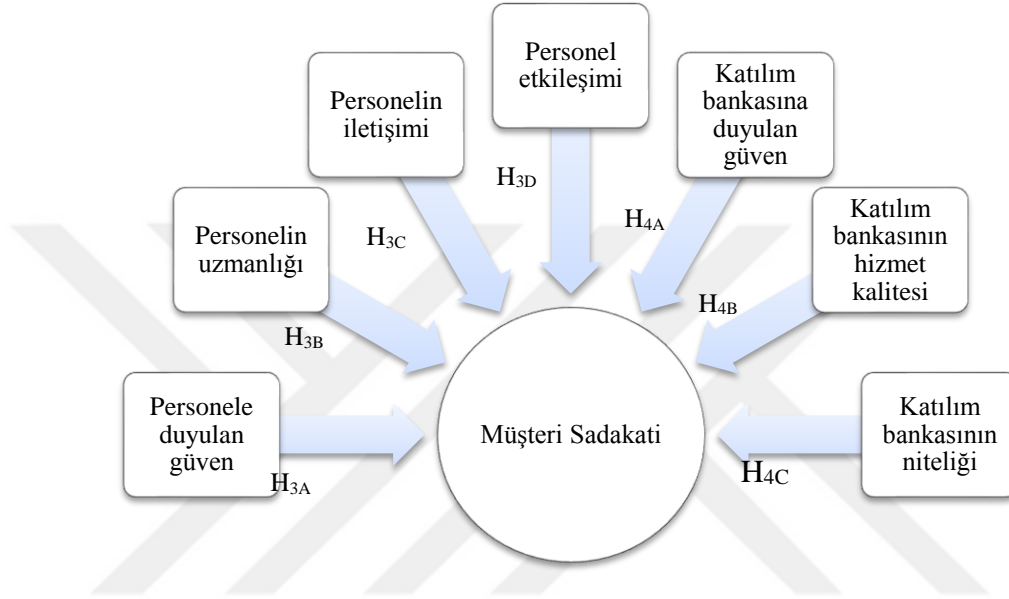 Personel
etkileşimi
Personelin
iletişimi
Katılım
bankasına
duyulan
güven
H3D
H3C
H4A
Personelin
uzmanlığı
Katılım
bankasının
hizmet
kalitesi
H3B
H4B
Personele
duyulan
güven
Müşteri Sadakati
Katılım
bankasının
niteliği
H3A
H4C